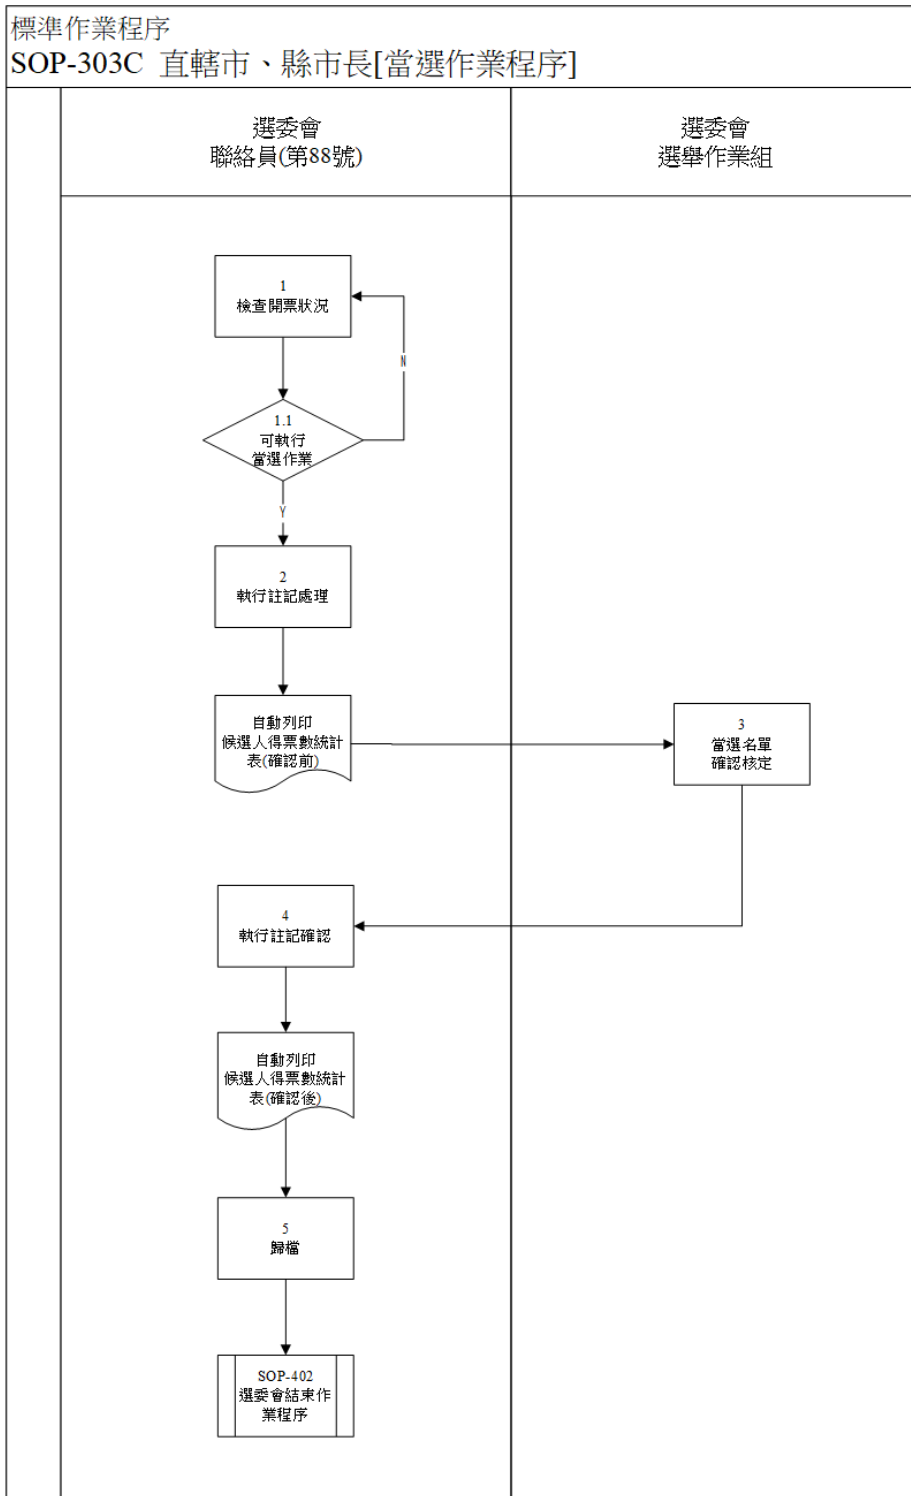 標準作業程序
SOP-303C 直轄市、縣市長[當選作業程序]
選委會
聯絡員(第88號)
選委會
選舉作業組
1
檢查開票狀況
N
1.1
可執行
當選作業
Y
2
執行註記處理
自動列印
候選人得票數統計
表(確認前)
3
當選名單
確認核定
4
執行註記確認
自動列印
候選人得票數統計
表(確認後)
5
歸檔
SOP-402
選委會結束作
業程序